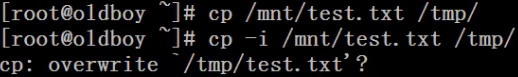 [root@oldboy ~]# cp /mnt/test.txt /tmp/
[root@oldboy ~]# cp -i /mnt/test.txt /tmp/
cp: overwrite `/tmp/test.txt'?